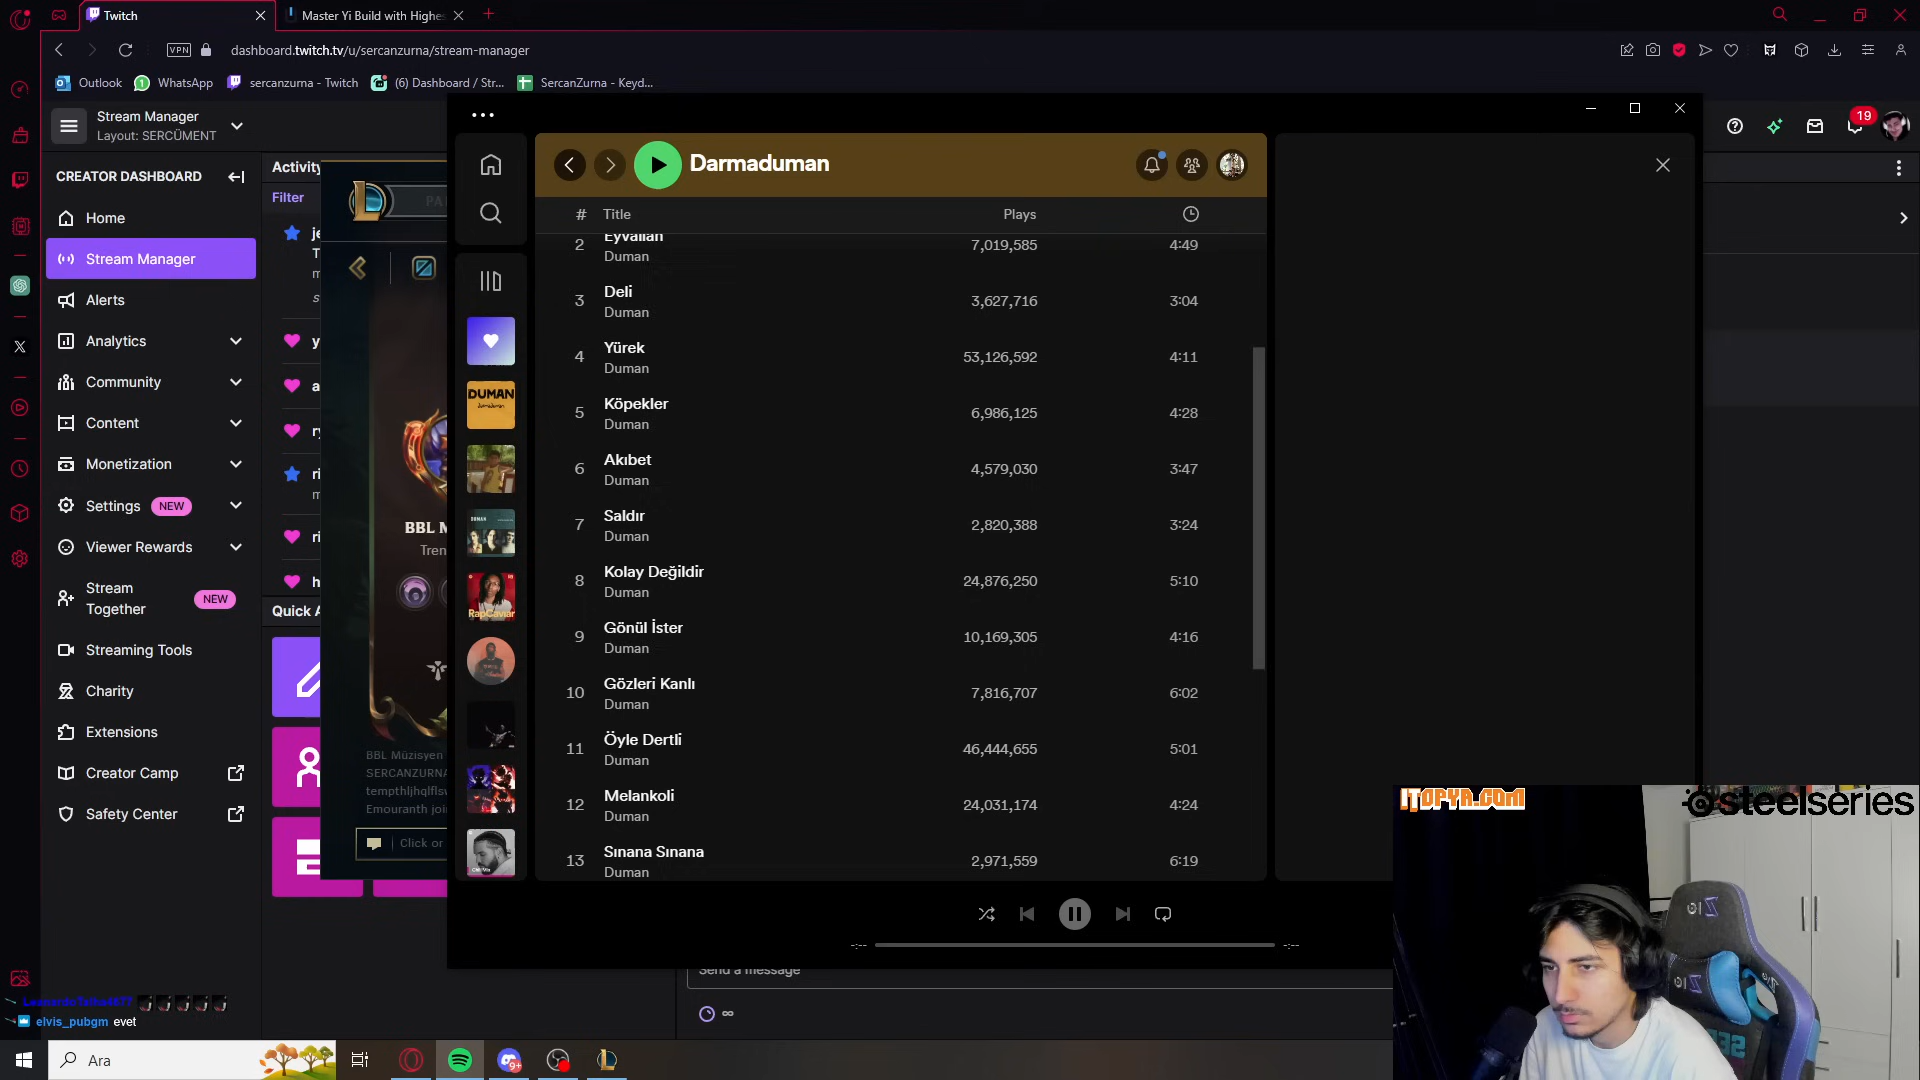 Twitch
Master Yi Build with Highes
VPN
dashboard.twitch.tv/u/sercanzurna/stream-manager
Outlook
WhatsApp
sercanzurna - Twitch
(6) Dashboard / Str...
SercanZurna - Keyd...
Stream Manager
Layout: SERCÜMENT
19
CREATOR DASHBOARD
Home
Stream Manager
Alerts
Analytics
Community
Content
Monetization
Settings NEW
Viewer Rewards
Stream Together NEW
Streaming Tools
Charity
Extensions
Creator Camp
Safety Center
Activity
Filter
Quick A
BBL M
Tren
BBL Müzisyen
SERCANZURNA
Emouranth joi
Click or
DUMAN
RapCaviar
Darmaduman
# Title Plays
2 Eyvallah 7,019,585 4:49
Duman
3 Deli 3,627,716 3:04
Duman
4 Yürek 53,126,592 4:11
Duman
5 Köpekler 6,986,125 4:28
Duman
6 Akıbet 4,579,030 3:47
Duman
7 Saldır 2,820,388 3:24
Duman
8 Kolay Değildir 24,876,250 5:10
Duman
9 Gönül İster 10,169,305 4:16
Duman
10 Gözleri Kanlı 7,816,707 6:02
Duman
11 Öyle Dertli 46,444,655 5:01
Duman
12 Melankoli 24,031,174 4:24
Duman
13 Sınana Sınana 2,971,559 6:19
Duman
-:-- -:--
Send a message
ITOPYA.COM
steelseries
elvis_pubgm evet
Ara
9+